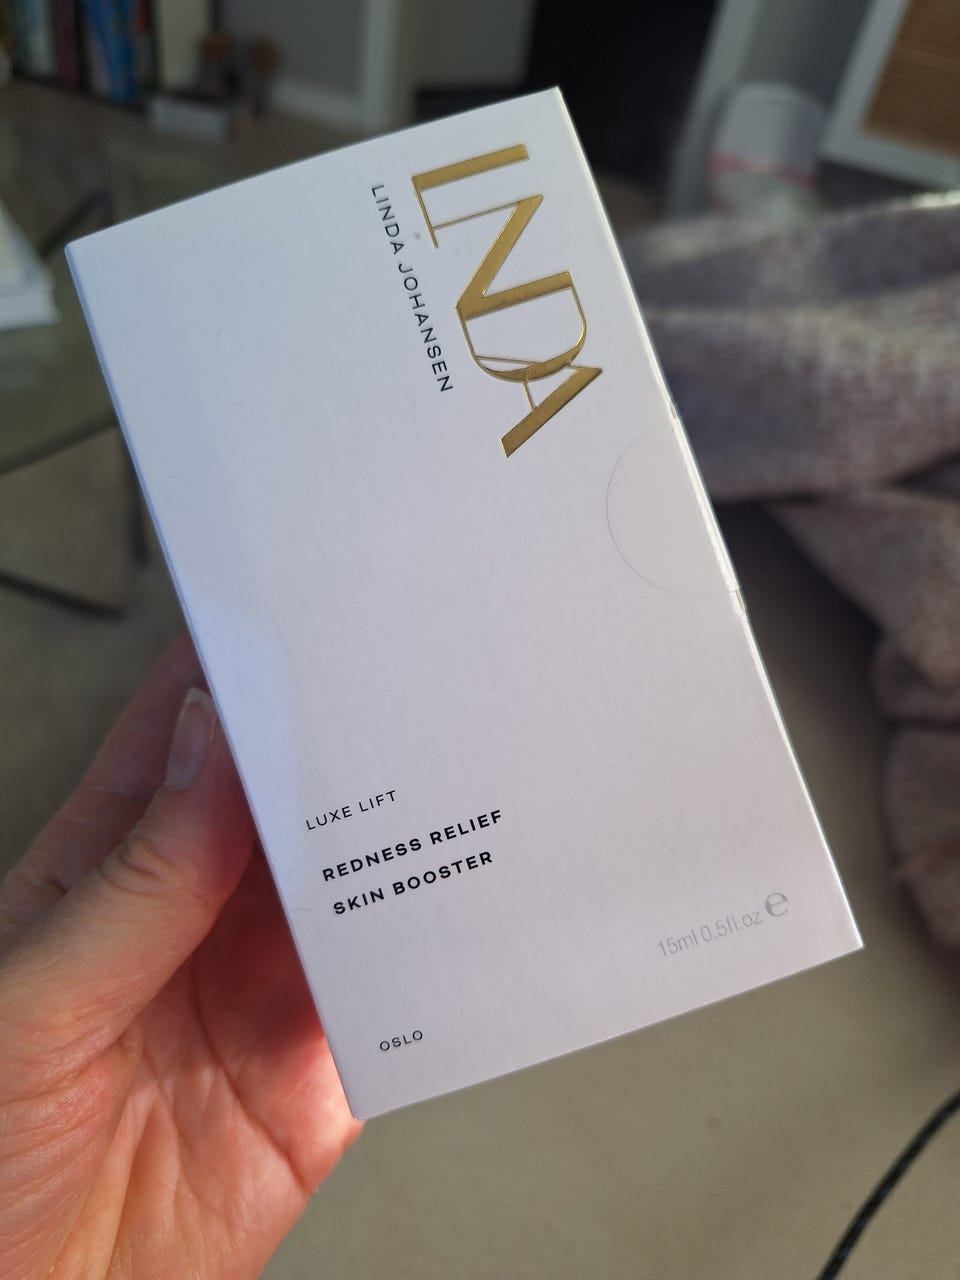 LINDA
LINDA JOHANSEN
LUXE LIFT
REDNESS RELIEF
SKIN BOOSTER
15ml 0.5fl.oz ℮
OSLO